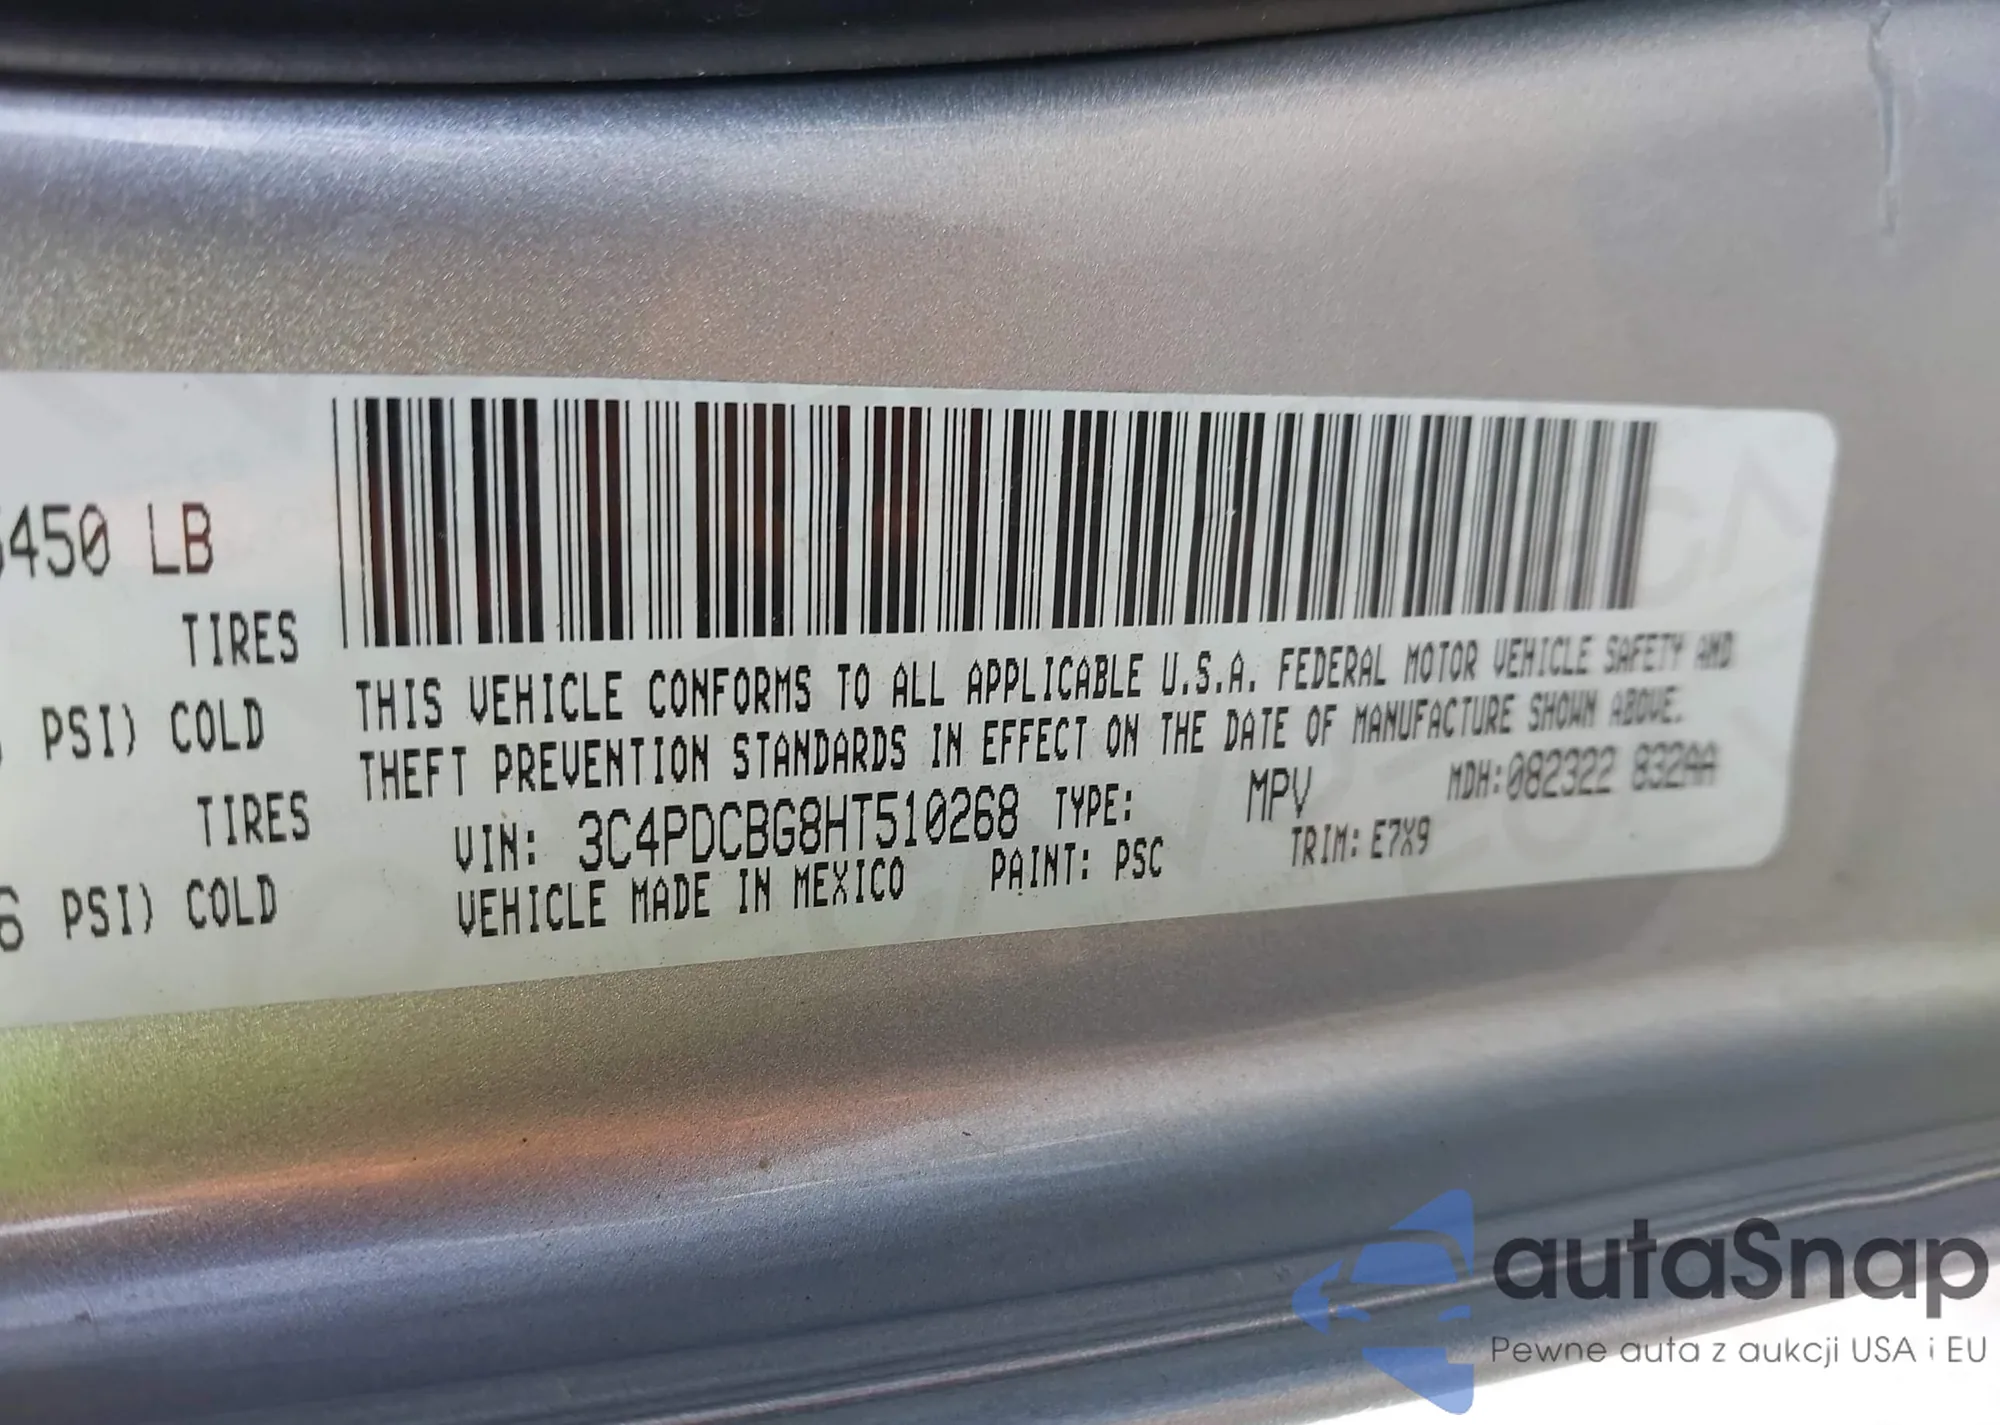 450 LB
TIRES
PSI) COLD
TIRES
6 PSI) COLD
THIS VEHICLE CONFORMS TO ALL APPLICABLE U.S.A. FEDERAL MOTOR VEHICLE SAFETY AND
THEFT PREVENTION STANDARDS IN EFFECT ON THE DATE OF MANUFACTURE SHOWN ABOVE.
MDH:082322 832AA
VIN: 3C4PDCBG8HT510268 TYPE: MPV
VEHICLE MADE IN MEXICO PAINT: PSC TRIM: E7X9
autaSnap
Pewne auta z aukcji USA i EU